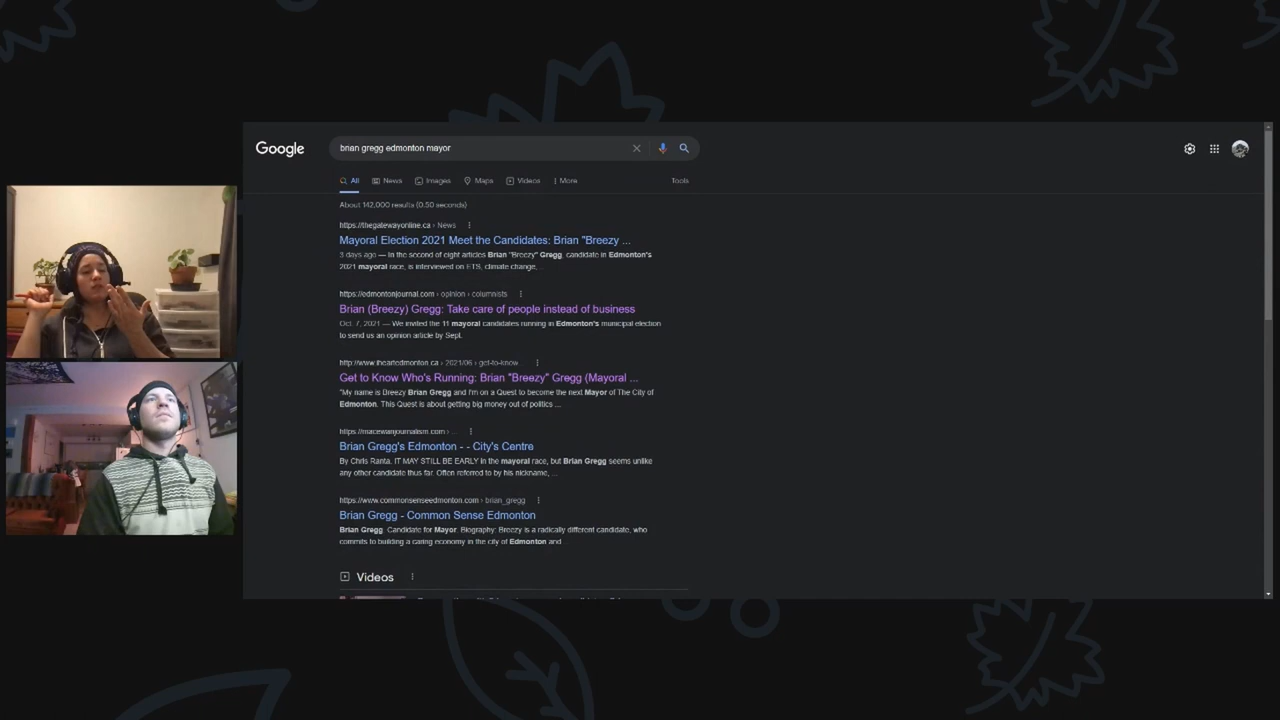 Google
brian gregg edmonton mayor
All News Images Maps Videos More Tools
About 142,000 results (0.50 seconds)
https://thegatewayonline.ca › News
Mayoral Election 2021 Meet the Candidates: Brian "Breezy ...
3 days ago — In the second of eight articles Brian "Breezy" Gregg, candidate in Edmonton's
2021 mayoral race, is interviewed on ETS, climate change, ...
https://edmontonjournal.com › opinion › columnists
Brian (Breezy) Gregg: Take care of people instead of business
Oct. 7, 2021 — We invited the 11 mayoral candidates running in Edmonton's municipal election
to send us an opinion article by Sept.
http://www.iheartedmonton.ca › 2021/06 › get-to-know...
Get to Know Who's Running: Brian "Breezy" Gregg (Mayoral ...
"My name is Breezy Brian Gregg and I'm on a Quest to become the next Mayor of The City of
Edmonton. This Quest is about getting big money out of politics ...
https://macewanjournalism.com › ...
Brian Gregg's Edmonton - - City's Centre
By Chris Ranta. IT MAY STILL BE EARLY in the mayoral race, but Brian Gregg seems unlike
any other candidate thus far. Often referred to by his nickname, ...
https://www.commonsenseedmonton.com › brian_gregg
Brian Gregg - Common Sense Edmonton
Brian Gregg. Candidate for Mayor. Biography: Breezy is a radically different candidate, who
commits to building a caring economy in the city of Edmonton and
Videos